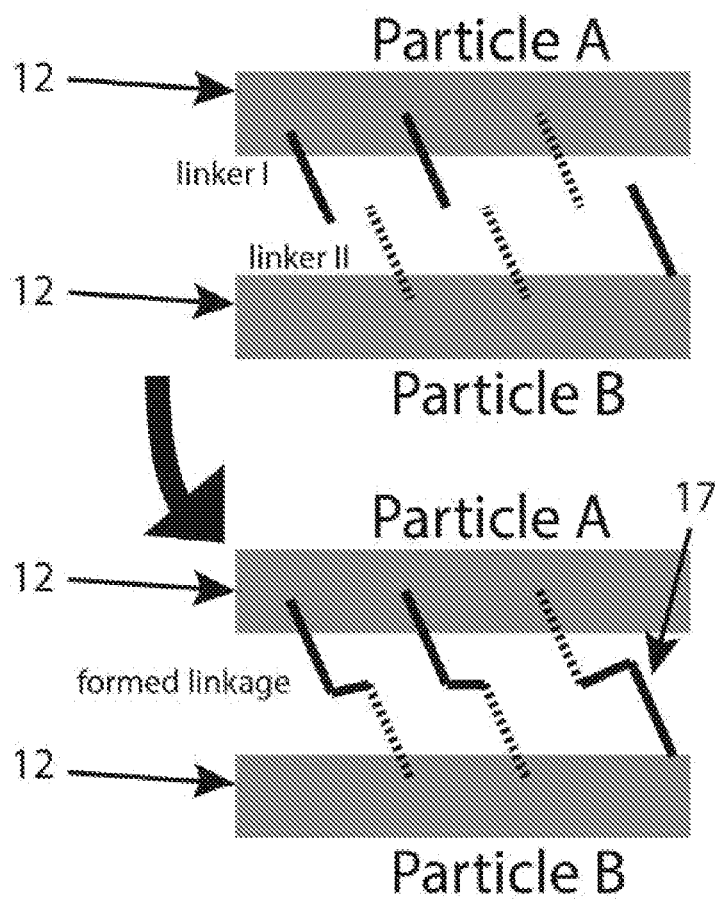 Particle A
12
linker I
linker II
12
Particle B
Particle A
17
12
formed linkage
12
Particle B